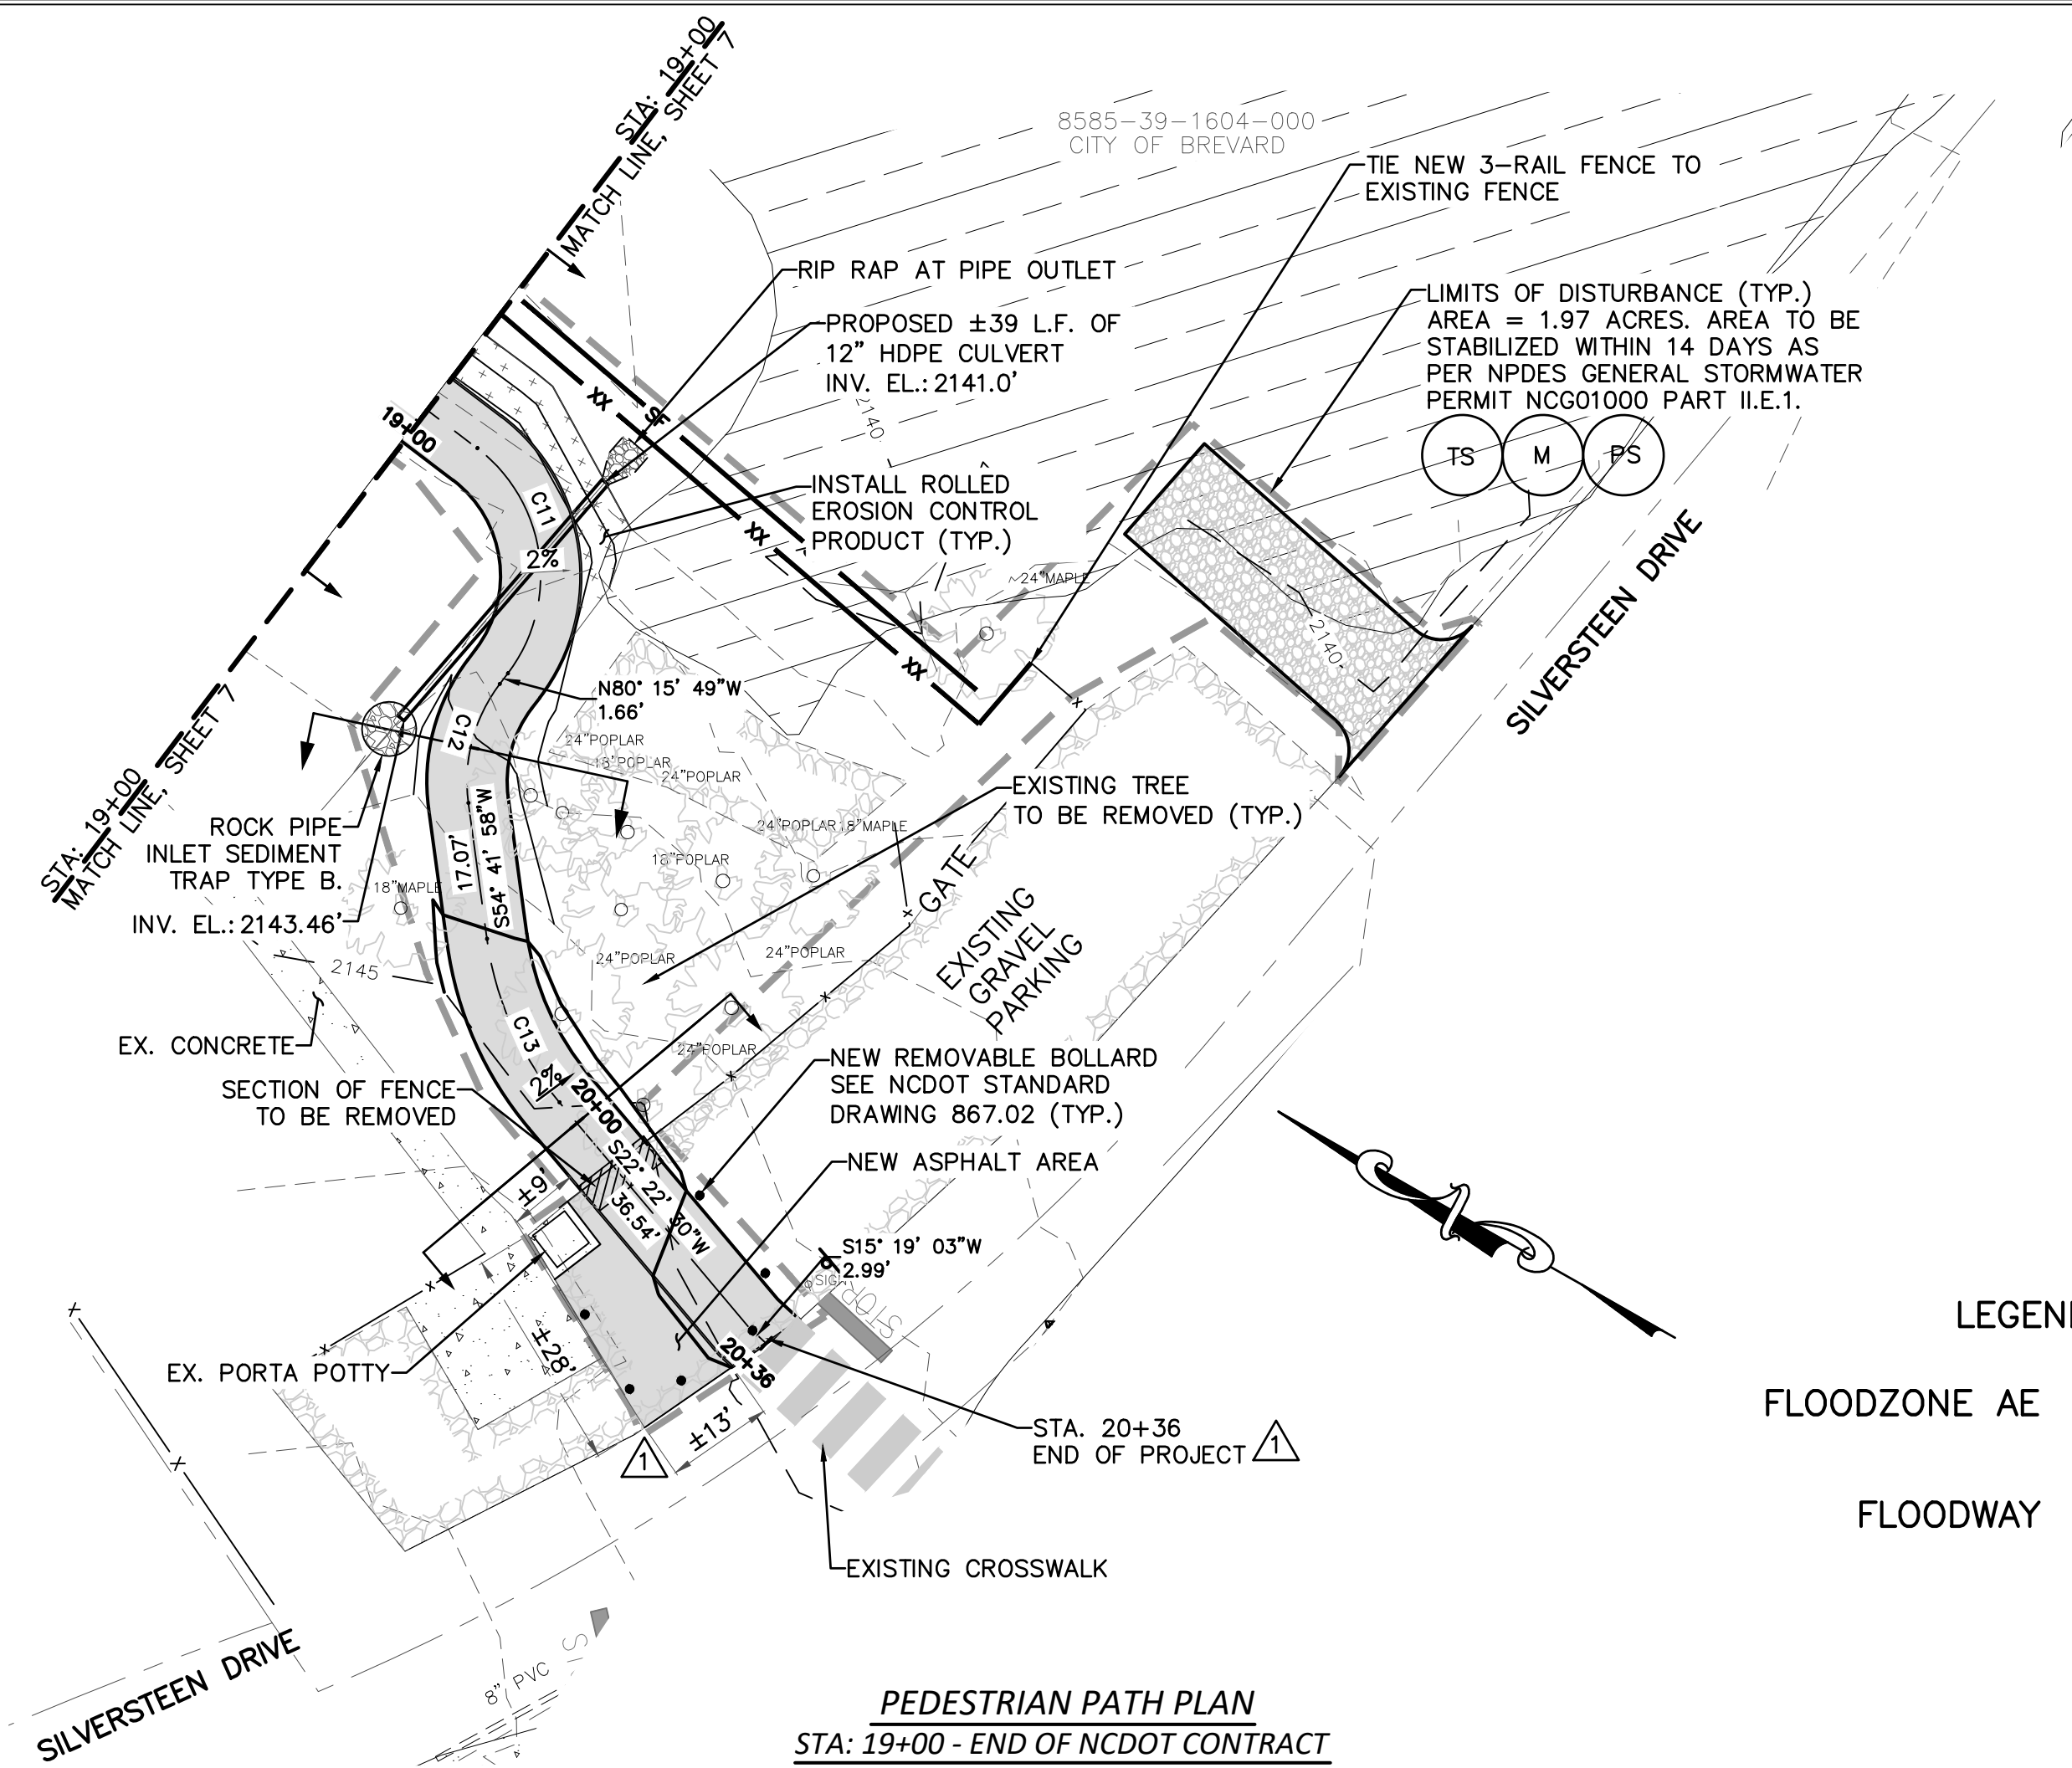 STA: 19+00
MATCH LINE, SHEET 7
8585-39-1604-000
CITY OF BREVARD
TIE NEW 3-RAIL FENCE TO
EXISTING FENCE
RIP RAP AT PIPE OUTLET
PROPOSED ±39 L.F. OF
12" HDPE CULVERT
INV. EL.: 2141.0'
2140
LIMITS OF DISTURBANCE (TYP.)
AREA = 1.97 ACRES. AREA TO BE
STABILIZED WITHIN 14 DAYS AS
PER NPDES GENERAL STORMWATER
PERMIT NCG01000 PART II.E.1.
TS
M
PS
19+00
XX
SF
C11
2%
INSTALL ROLLED
EROSION CONTROL
PRODUCT (TYP.)
XX
~24"MAPLE
2140
SILVERSTEEN DRIVE
XX
N80° 15' 49"W
1.66'
C12
24"POPLAR
18"POPLAR
24"POPLAR
EXISTING TREE
TO BE REMOVED (TYP.)
STA: 19+00
MATCH LINE, SHEET 7
ROCK PIPE
INLET SEDIMENT
TRAP TYPE B.
INV. EL.: 2143.46'
17.07'
S54° 41' 58"W
24"POPLAR
18"MAPLE
18"POPLAR
18"MAPLE
GATE
EXISTING
GRAVEL
PARKING
24"POPLAR
24"POPLAR
2145
EX. CONCRETE
C13
24"POPLAR
2%
20+00
SECTION OF FENCE
TO BE REMOVED
NEW REMOVABLE BOLLARD
SEE NCDOT STANDARD
DRAWING 867.02 (TYP.)
NEW ASPHALT AREA
±9'
S22° 22' 30"W
36.54'
S15° 19' 03"W
2.99'
SIGN
STOP
±28'
EX. PORTA POTTY
20+36
±13'
1
STA. 20+36
END OF PROJECT
1
EXISTING CROSSWALK
LEGEN
FLOODZONE AE
FLOODWAY
S
8" PVC
SILVERSTEEN DRIVE
PEDESTRIAN PATH PLAN
STA: 19+00 - END OF NCDOT CONTRACT